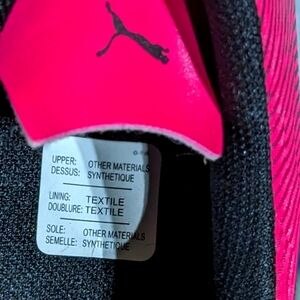 UPPER: OTHER MATERIALS
DESSUS: SYNTHETIQUE
LINING: TEXTILE
DOUBLURE: TEXTILE
SOLE: OTHER MATERIALS
SEMELLE: SYNTHETIQUE